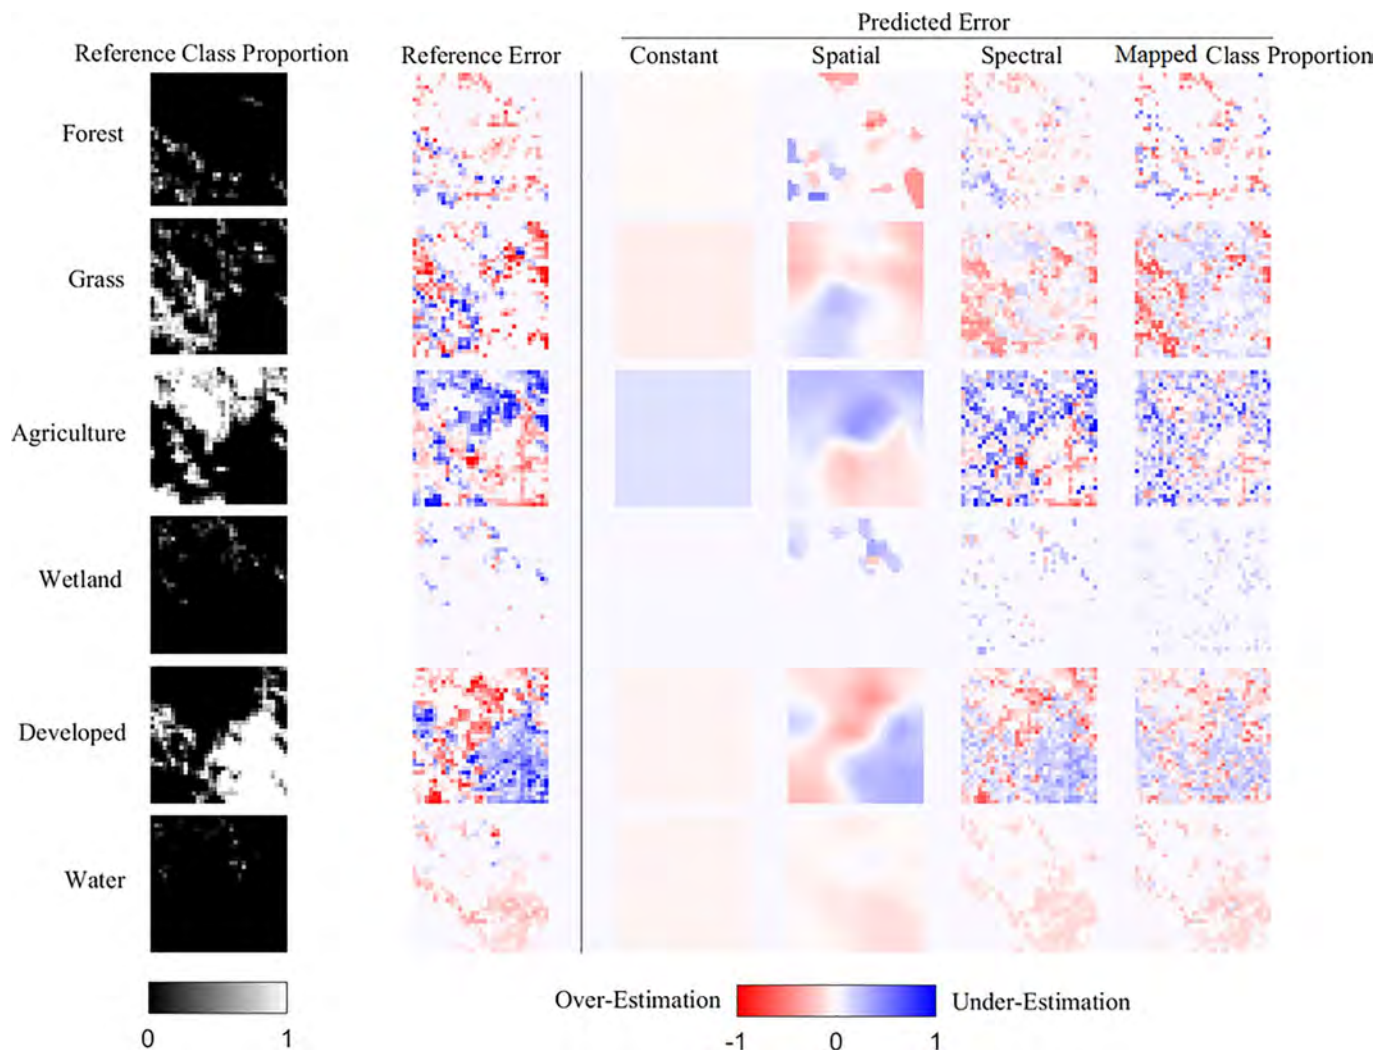 Predicted Error
Reference Class Proportion Reference Error Constant Spatial Spectral Mapped Class Proportion
Forest
Grass
Agriculture
Wetland
Developed
Water
Over-Estimation Under-Estimation
0 1 -1 0 1